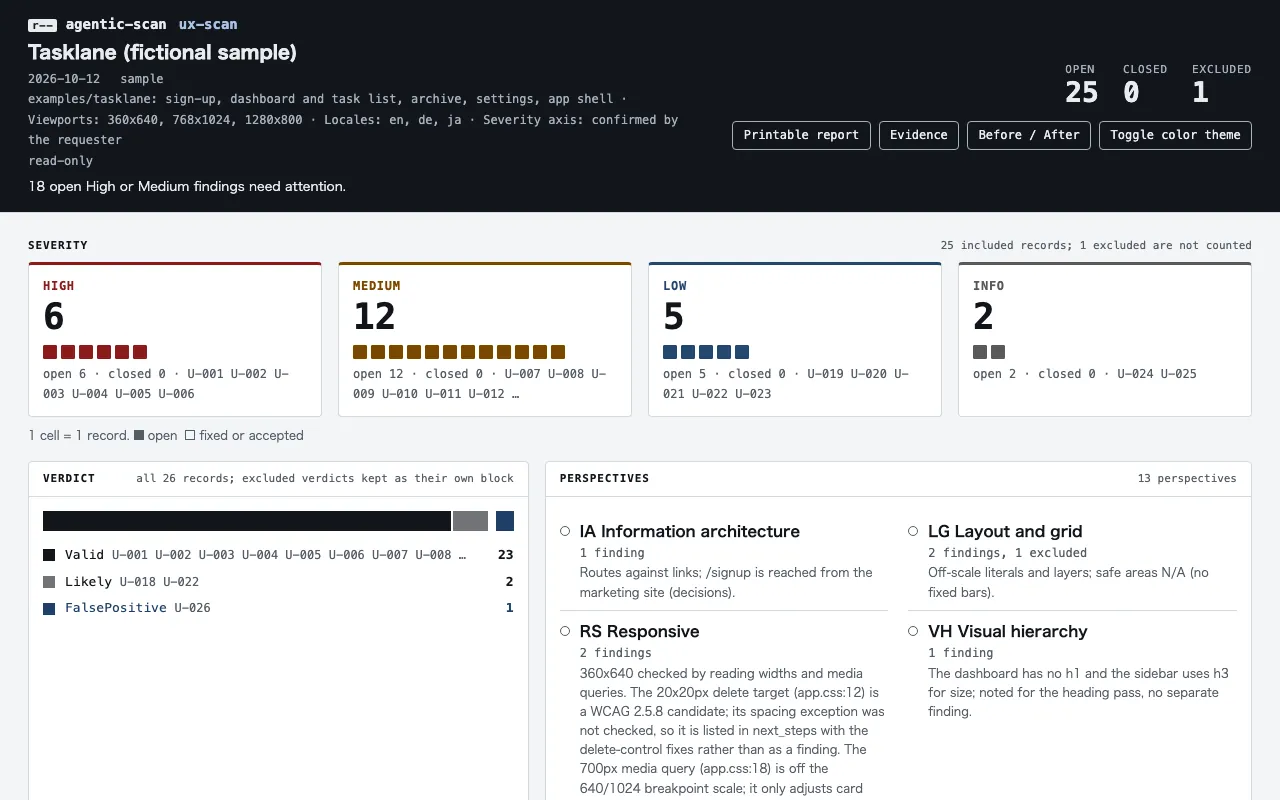 r-- agentic-scan ux-scan
Tasklane (fictional sample)
2026-10-12 sample
examples/tasklane: sign-up, dashboard and task list, archive, settings, app shell ·
Viewports: 360x640, 768x1024, 1280x800 · Locales: en, de, ja · Severity axis: confirmed by
the requester
read-only
18 open High or Medium findings need attention.
OPEN CLOSED EXCLUDED
25 0 1
Printable report Evidence Before / After Toggle color theme
SEVERITY 25 included records; 1 excluded are not counted
HIGH
6
open 6 · closed 0 · U-001 U-002 U-
003 U-004 U-005 U-006
MEDIUM
12
open 12 · closed 0 · U-007 U-008 U-
009 U-010 U-011 U-012 …
LOW
5
open 5 · closed 0 · U-019 U-020 U-
021 U-022 U-023
INFO
2
open 2 · closed 0 · U-024 U-025
1 cell = 1 record. open fixed or accepted
VERDICT all 26 records; excluded verdicts kept as their own block
Valid U-001 U-002 U-003 U-004 U-005 U-006 U-007 U-008 … 23
Likely U-018 U-022 2
FalsePositive U-026 1
PERSPECTIVES 13 perspectives
IA Information architecture
1 finding
Routes against links; /signup is reached from the
marketing site (decisions).
LG Layout and grid
2 findings, 1 excluded
Off-scale literals and layers; safe areas N/A (no
fixed bars).
RS Responsive
2 findings
360x640 checked by reading widths and media
queries. The 20x20px delete target (app.css:12) is
a WCAG 2.5.8 candidate; its spacing exception was
not checked, so it is listed in next_steps with the
delete-control fixes rather than as a finding. The
700px media query (app.css:18) is off the
640/1024 breakpoint scale; it only adjusts card
VH Visual hierarchy
1 finding
The dashboard has no h1 and the sidebar uses h3
for size; noted for the heading pass, no separate
finding.